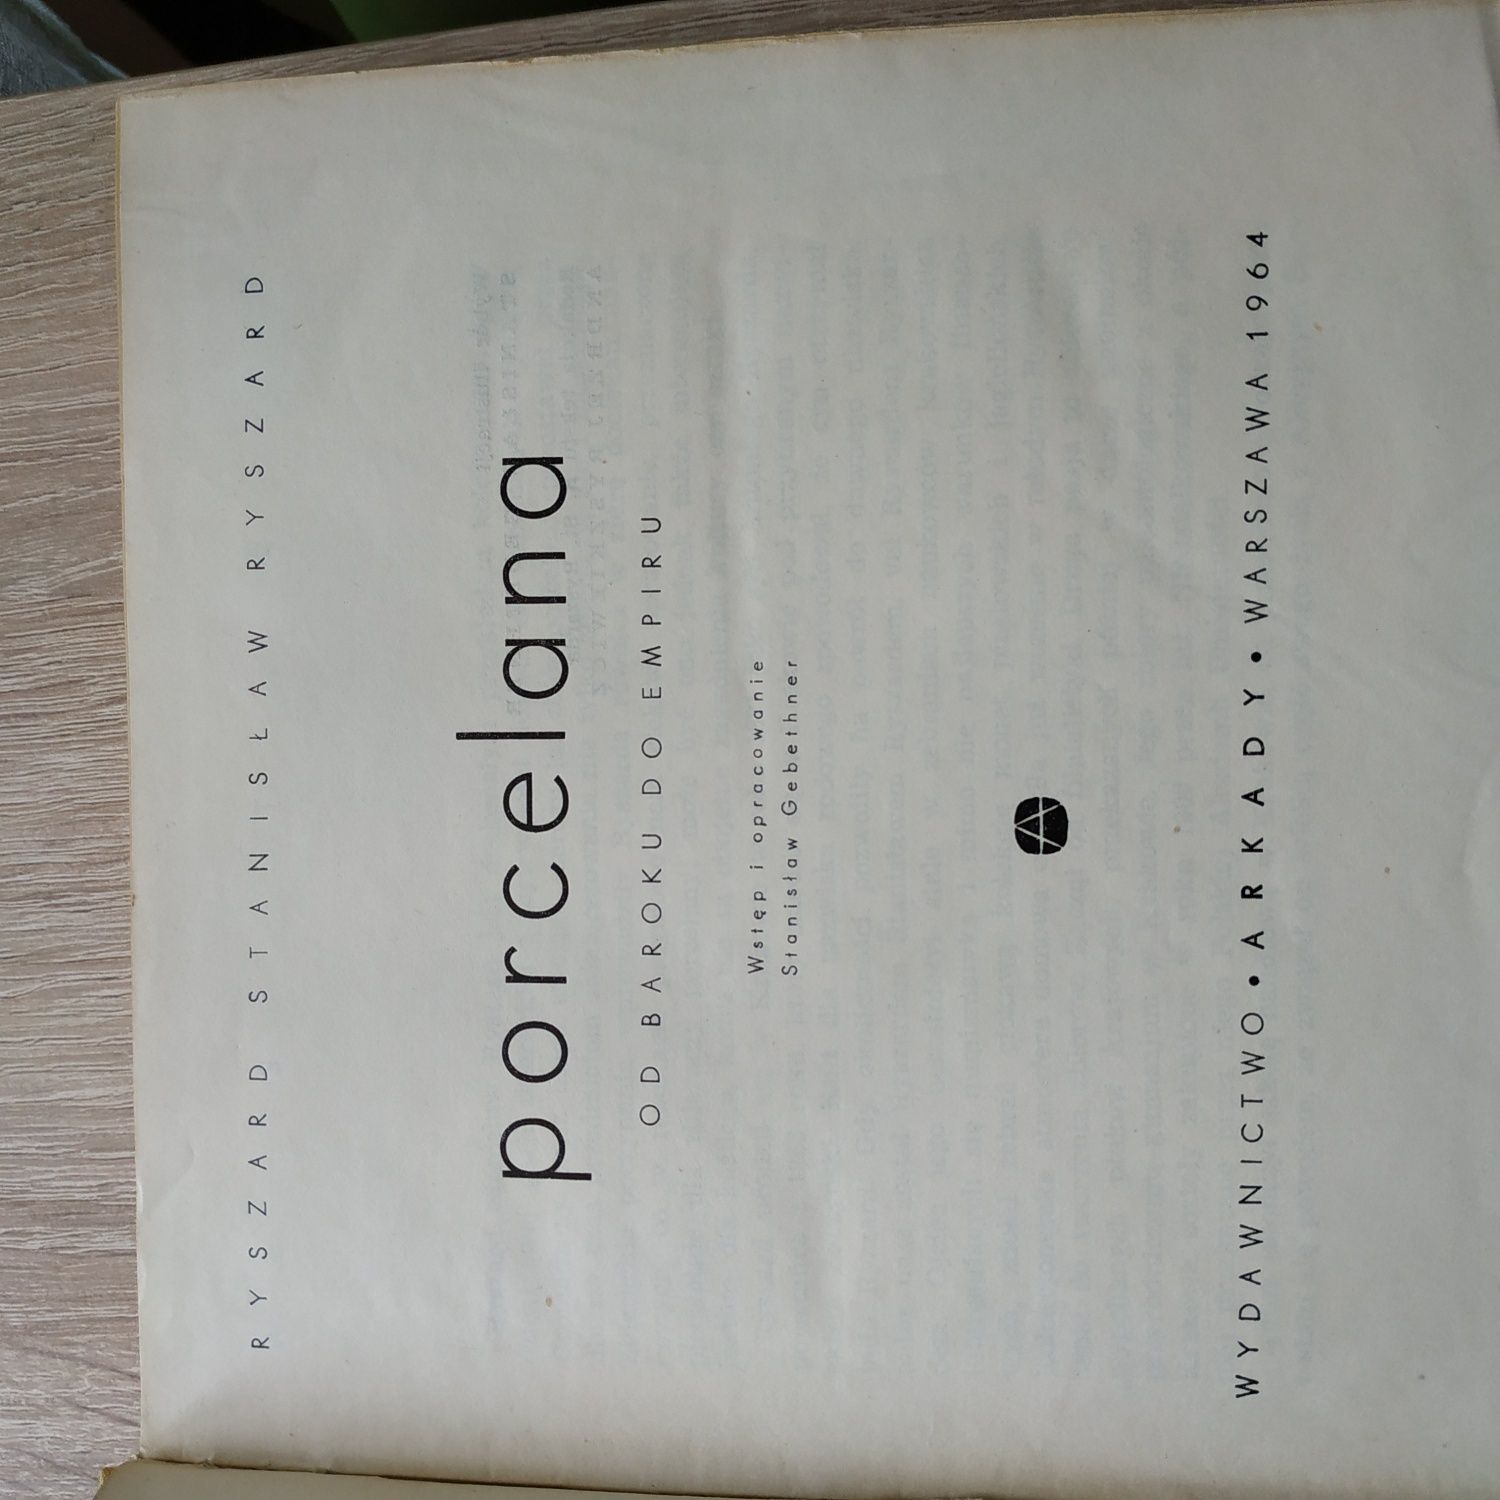 RYSZARD STANISŁAW RYSZARD
porcelana
OD BAROKU DO EMPIRU
Wstęp i opracowanie
Stanisław Gebethner
WYDAWNICTWO • ARKADY • WARSZAWA 1964